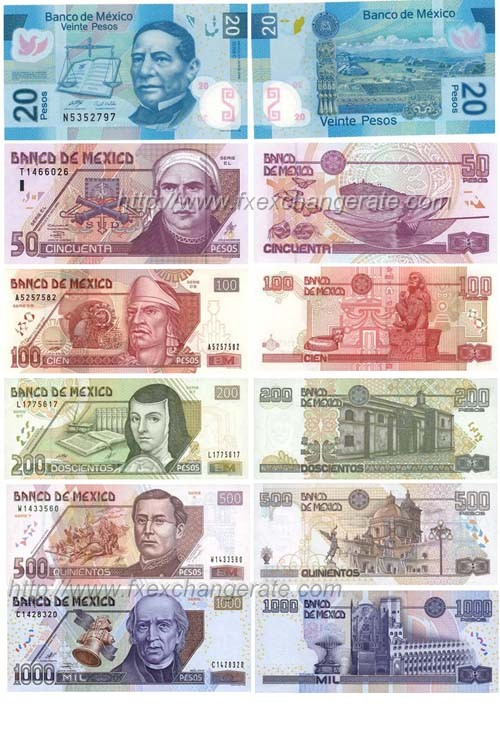 Banco de México
Veinte Pesos
20
Pesos
20
N5352797
20
Banco de México
20
Veinte Pesos
20
Pesos
BANCO DE MEXICO
SERIE EL
T1466026
50
CINCUENTA
PESOS
BANCO
DE MEXICO
50
PESOS
CINCUENTA
http://www.fxexchangerate.com
BANCO DE MEXICO
100
A5257582
A5257582
100
CIEN
PESOS
BM
100
BANCO
DE MEXICO
100
PESOS
CIEN
BANCO DE MEXICO
200
L1775617
L1775617
200
DOSCIENTOS
PESOS
BM
200
BANCO
DE MEXICO
200
PESOS
DOSCIENTOS
BANCO DE MEXICO
500
W1433560
W1433560
500
QUINIENTOS
PESOS
BM
500
BANCO
DE MEXICO
500
PESOS
QUINIENTOS
http://www.fxexchangerate.com
BANCO DE MEXICO
1000
C1428320
C1428320
1000
MIL
PESOS
BM
1000
BANCO
DE MEXICO
1000
PESOS
MIL